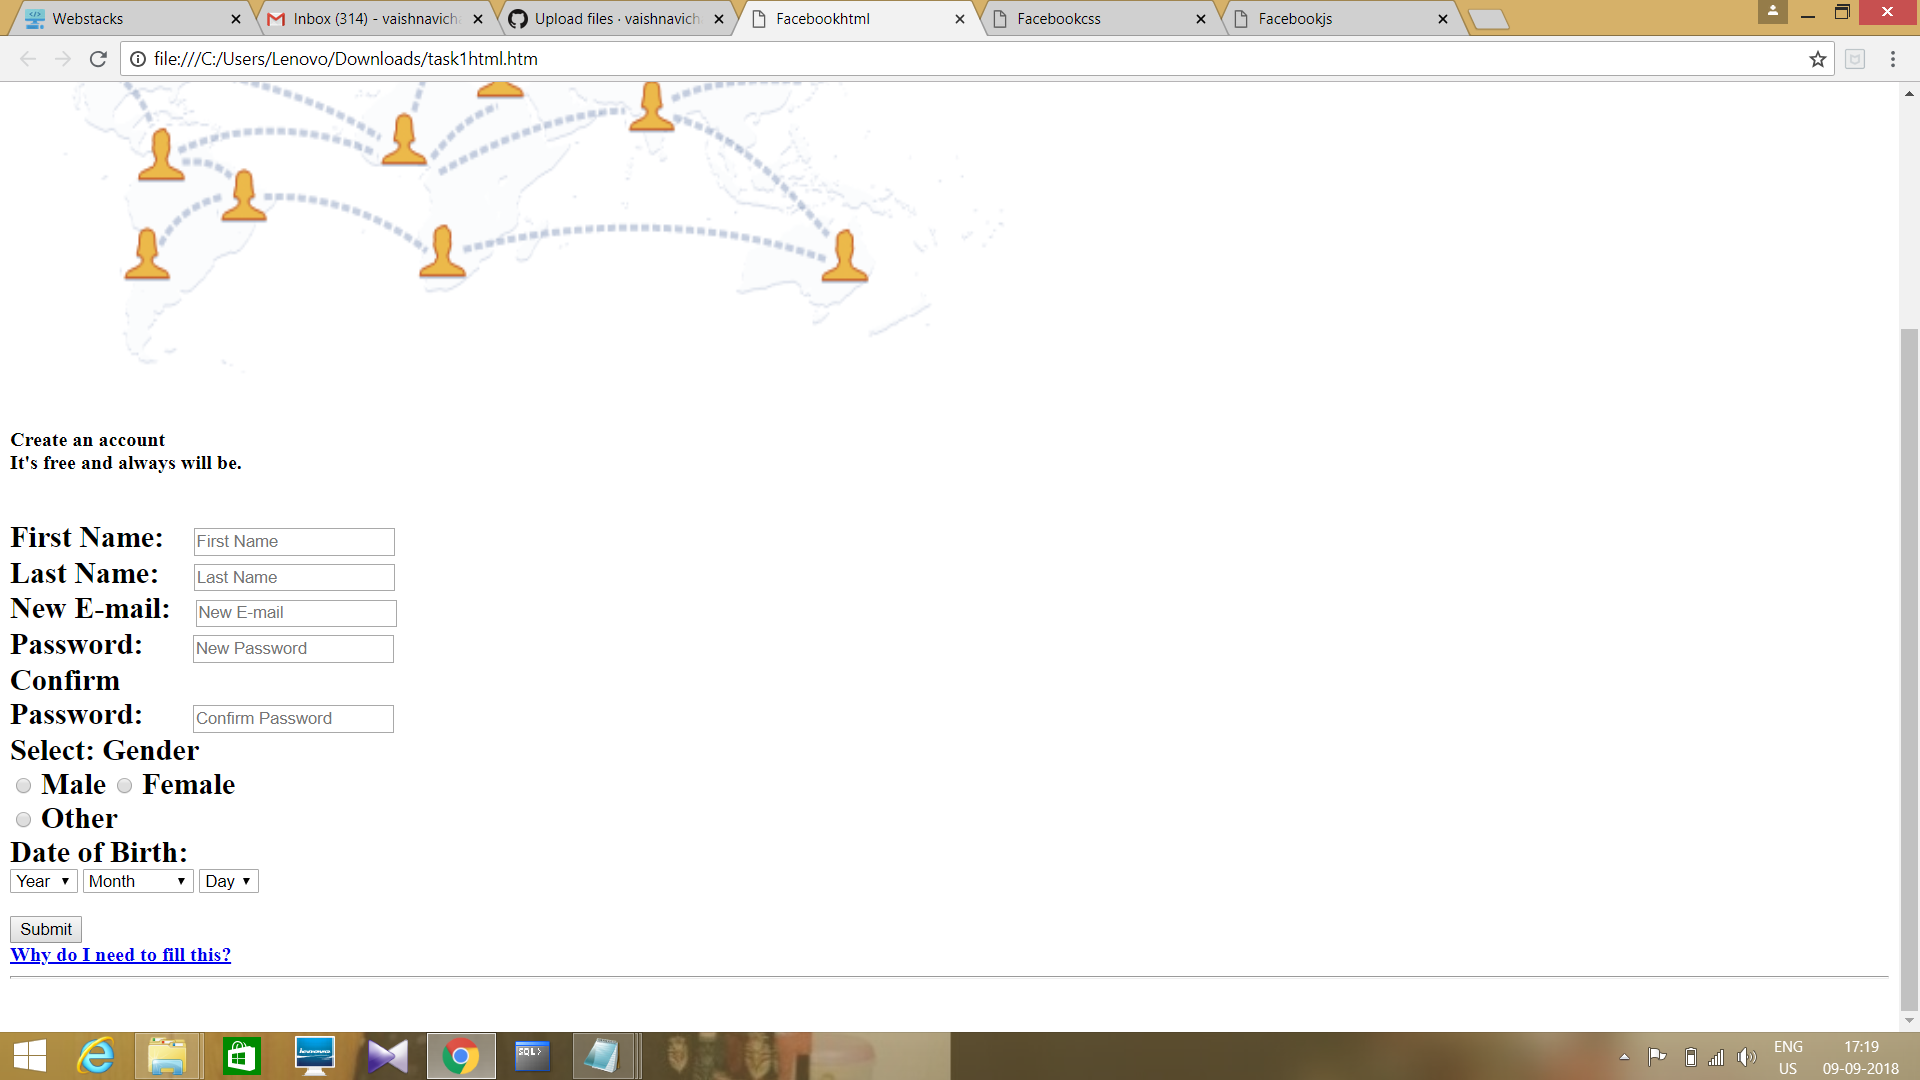 Webstacks
Inbox (314) - vaishnavich
Upload files · vaishnavich
Facebookhtml
Facebookcss
Facebookjs
file:///C:/Users/Lenovo/Downloads/task1html.htm
Create an account
It's free and always will be.
First Name: First Name
Last Name: Last Name
New E-mail: New E-mail
Password: New Password
Confirm
Password: Confirm Password
Select: Gender
Male Female
Other
Date of Birth:
Year Month Day
Submit
Why do I need to fill this?
SQL>
ENG 17:19
US 09-09-2018